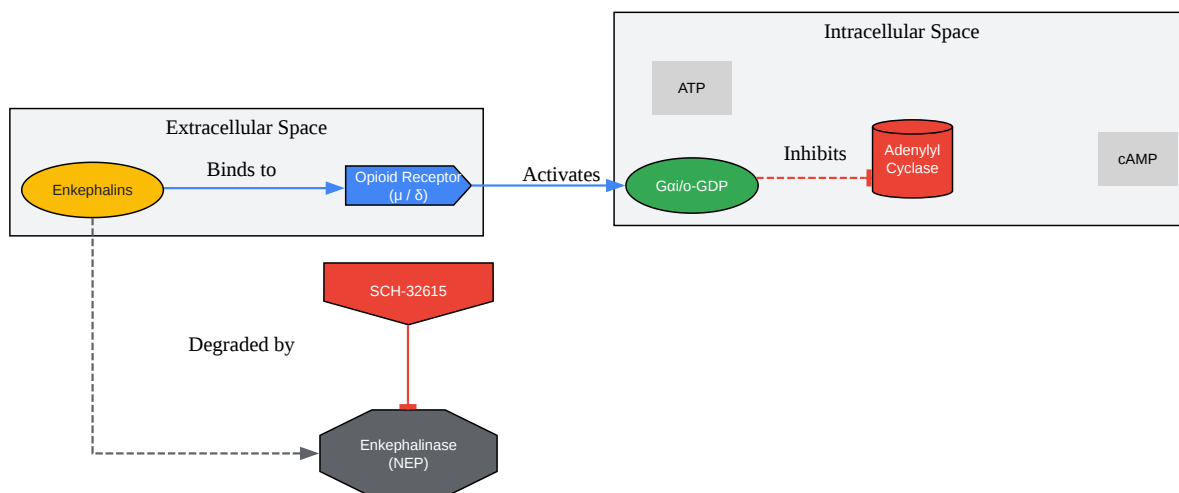 Intracellular Space
ATP
Extracellular Space
Enkephalins
Binds to
Opioid Receptor
(μ / δ)
Activates
Gαi/o-GDP
Inhibits
Adenylyl
Cyclase
cAMP
SCH-32615
Degraded by
Enkephalinase
(NEP)